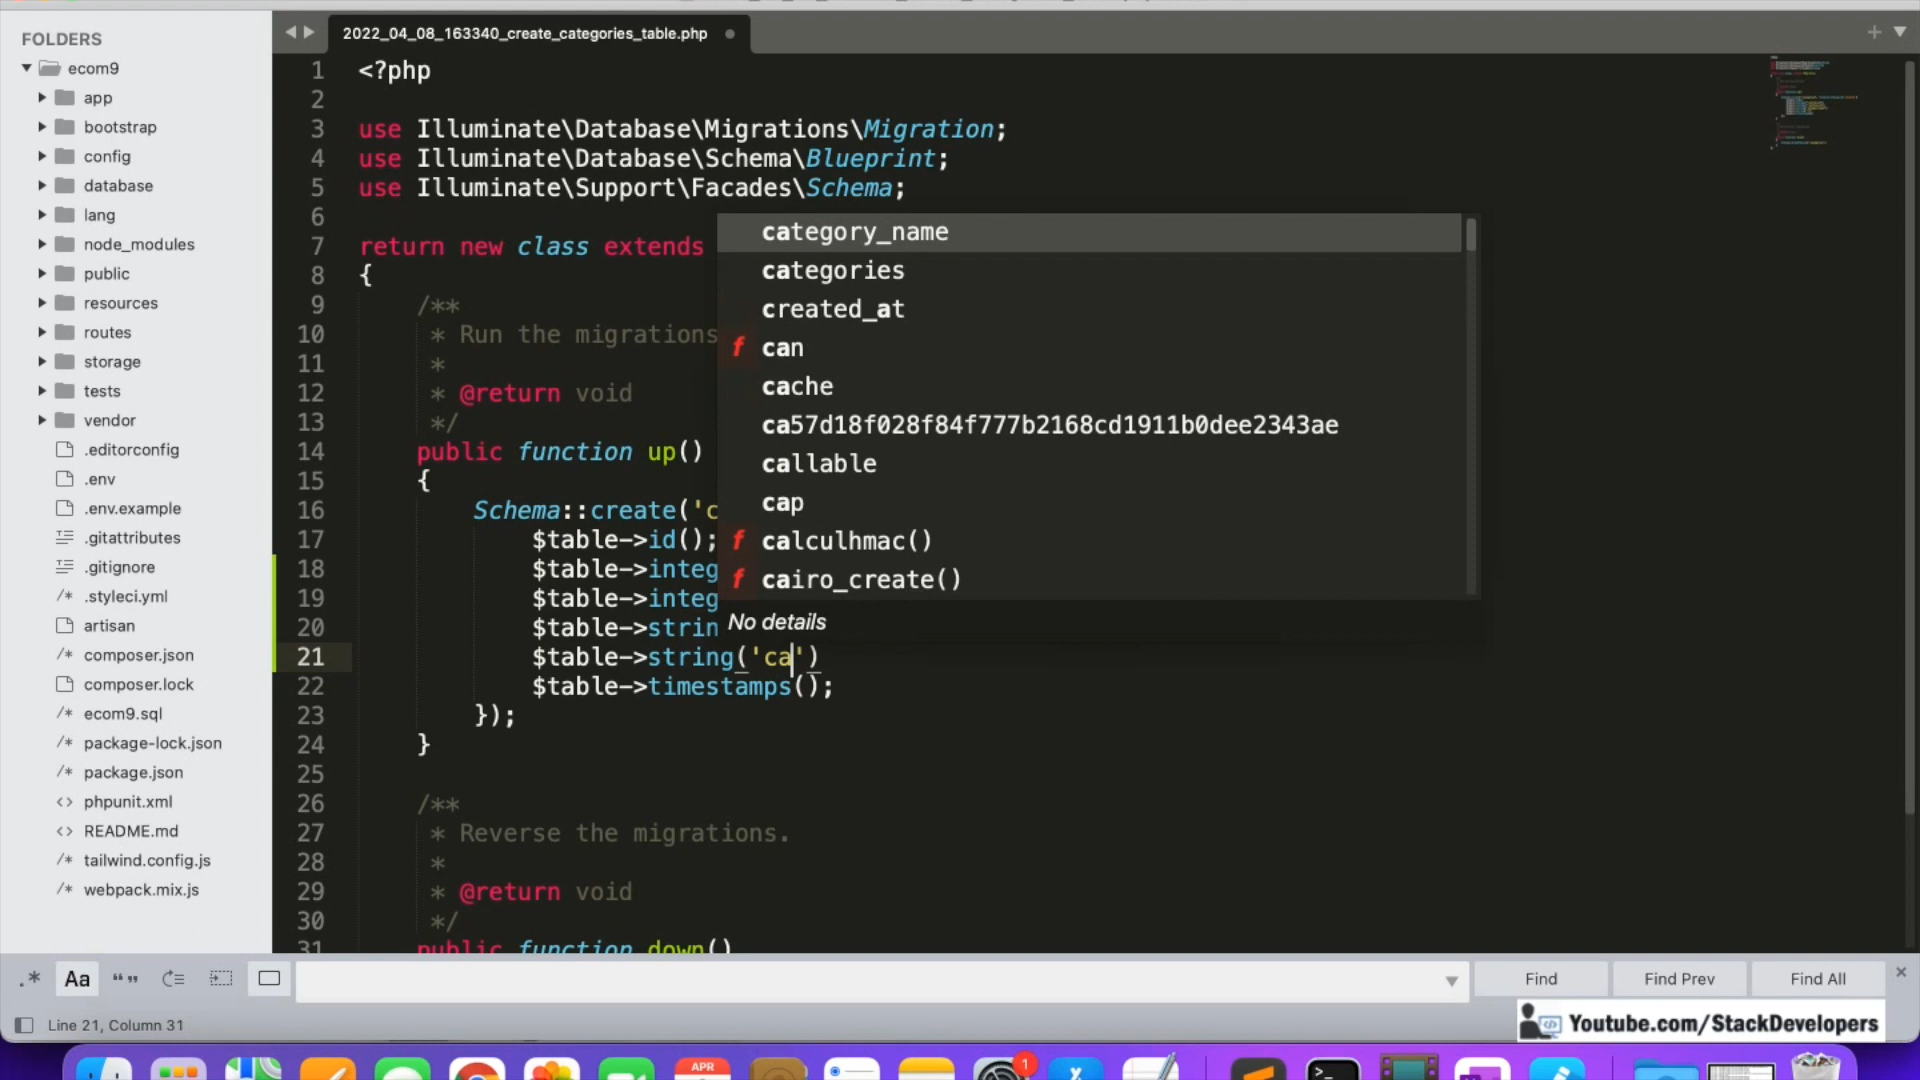 FOLDERS
ecom9
app
bootstrap
config
database
lang
node_modules
public
resources
routes
storage
tests
vendor
.editorconfig
.env
.env.example
.gitattributes
.gitignore
/* .styleci.yml
artisan
/* composer.json
composer.lock
/* ecom9.sql
/* package-lock.json
/* package.json
<> phpunit.xml
<> README.md
/* tailwind.config.js
/* webpack.mix.js
2022_04_08_163340_create_categories_table.php
1 <?php
2
3 use Illuminate\Database\Migrations\Migration;
4 use Illuminate\Database\Schema\Blueprint;
5 use Illuminate\Support\Facades\Schema;
6
7 return new class extends
8 {
9 /**
10 * Run the migrations
11 *
12 * @return void
13 */
14 public function up()
15 {
16 Schema::create('c
17 $table->id();
18 $table->integ
19 $table->integ
20 $table->strin
21 $table->string('ca')
22 $table->timestamps();
23 });
24 }
25
26 /**
27 * Reverse the migrations.
28 *
29 * @return void
30 */
31 public function down()
category_name
categories
created_at
f can
cache
ca57d18f028f84f777b2168cd1911b0dee2343ae
callable
cap
f calculhmac()
f cairo_create()
No details
.* Aa “ ”
Find
Find Prev
Find All
Line 21, Column 31
Youtube.com/StackDevelopers
APR
1
>_